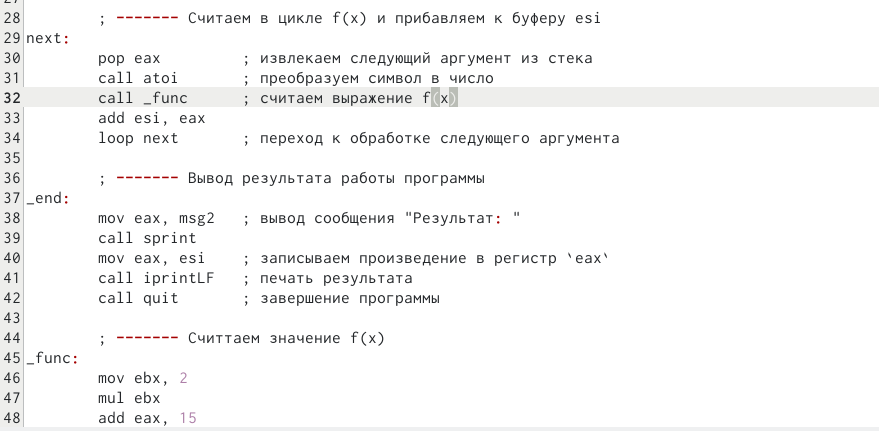 28 ; ------- Считаем в цикле f(x) и прибавляем к буферу esi
29 next:
30 pop eax ; извлекаем следующий аргумент из стека
31 call atoi ; преобразуем символ в число
32 call _func ; считаем выражение f(x)
33 add esi, eax
34 loop next ; переход к обработке следующего аргумента
35
36 ; ------- Вывод результата работы программы
37 _end:
38 mov eax, msg2 ; вывод сообщения "Результат: "
39 call sprint
40 mov eax, esi ; записываем произведение в регистр `eax`
41 call iprintLF ; печать результата
42 call quit ; завершение программы
43
44 ; ------- Считтаем значение f(x)
45 _func:
46 mov ebx, 2
47 mul ebx
48 add eax, 15